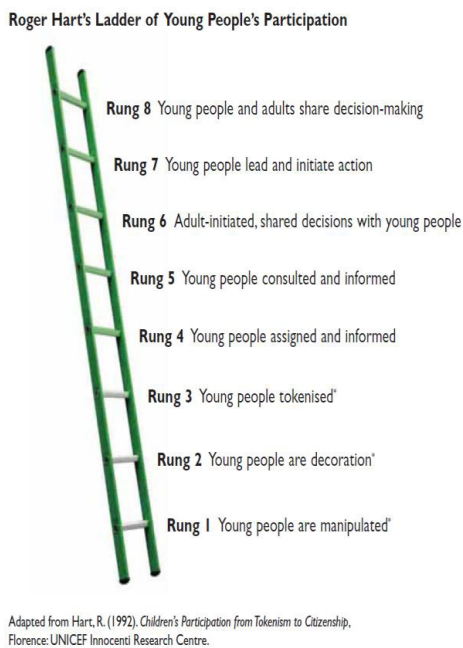 Roger Hart's Ladder of Young People's Participation
Rung 8 Young people and adults share decision-making
Rung 7 Young people lead and initiate action
Rung 6 Adult-initiated, shared decisions with young people
Rung 5 Young people consulted and informed
Rung 4 Young people assigned and informed
Rung 3 Young people tokenised*
Rung 2 Young people are decoration*
Rung 1 Young people are manipulated*
Adapted from Hart, R. (1992). Children's Participation from Tokenism to Citizenship,
Florence: UNICEF Innocenti Research Centre.